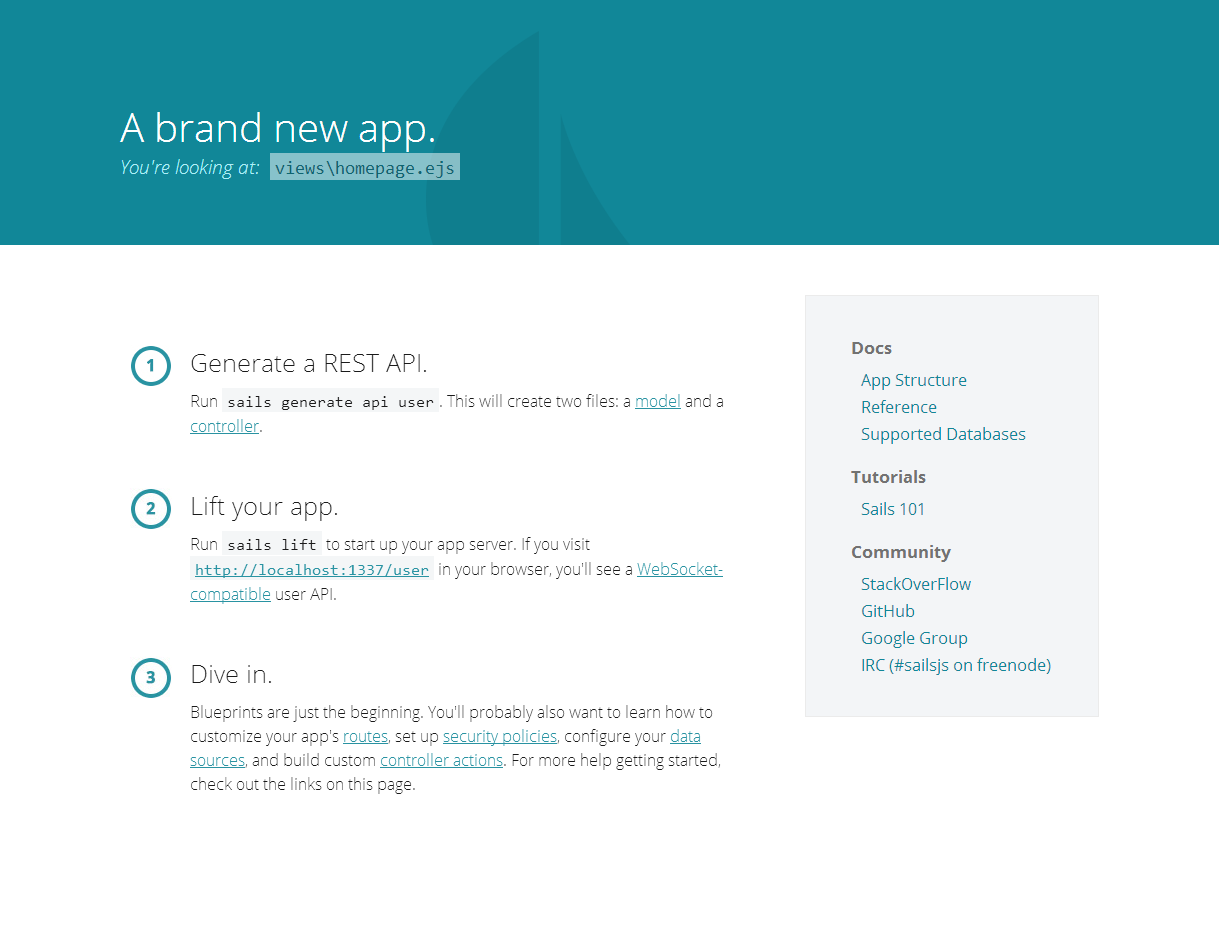 A brand new app.
You're looking at: views\homepage.ejs
1 Generate a REST API.
Run sails generate api user. This will create two files: a model and a
controller.
2 Lift your app.
Run sails lift to start up your app server. If you visit
http://localhost:1337/user in your browser, you'll see a WebSocket-
compatible user API.
3 Dive in.
Blueprints are just the beginning. You'll probably also want to learn how to
customize your app's routes, set up security policies, configure your data
sources, and build custom controller actions. For more help getting started,
check out the links on this page.
Docs
App Structure
Reference
Supported Databases
Tutorials
Sails 101
Community
StackOverFlow
GitHub
Google Group
IRC (#sailsjs on freenode)